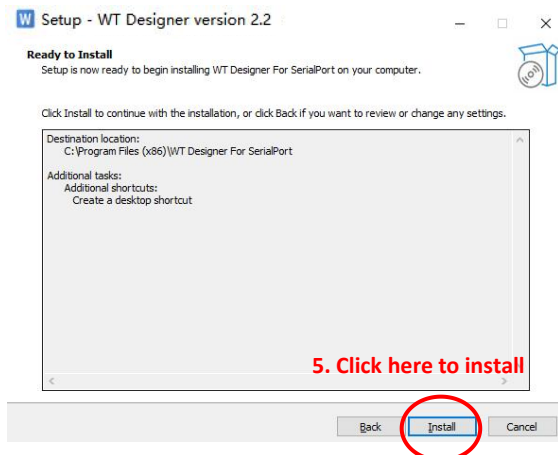 W Setup - WT Designer version 2.2
Ready to Install
Setup is now ready to begin installing WT Designer For SerialPort on your computer.
Click Install to continue with the installation, or click Back if you want to review or change any settings.
Destination location:
C:\Program Files (x86)\WT Designer For SerialPort
Additional tasks:
Additional shortcuts:
Create a desktop shortcut
5. Click here to install
Back Install Cancel